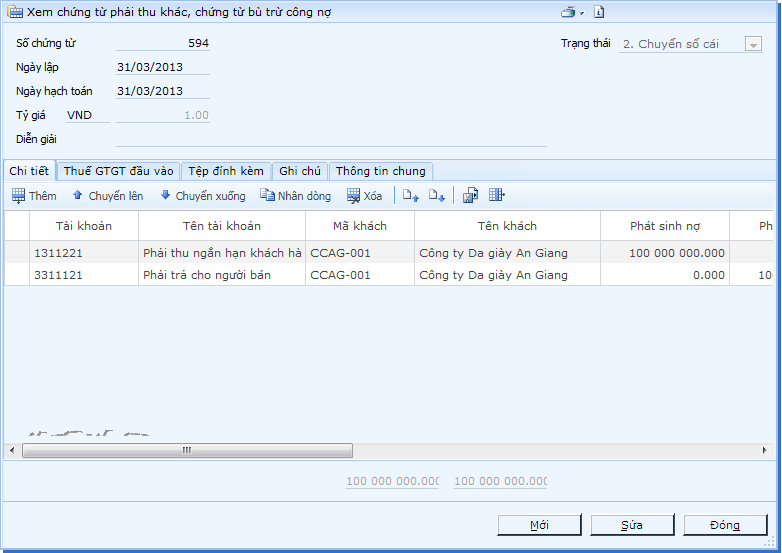 Xem chứng từ phải thu khác, chứng từ bù trừ công nợ
Số chứng từ 594 Trạng thái 2. Chuyển sổ cái
Ngày lập 31/03/2013
Ngày hạch toán 31/03/2013
Tỷ giá VND 1.00
Diễn giải
Chi tiết Thuế GTGT đầu vào Tệp đính kèm Ghi chú Thông tin chung
Thêm Chuyển lên Chuyển xuống Nhân dòng Xóa
Tài khoản Tên tài khoản Mã khách Tên khách Phát sinh nợ Ph
1311221 Phải thu ngắn hạn khách hà CCAG-001 Công ty Da giày An Giang 100 000 000.000
3311121 Phải trả cho người bán CCAG-001 Công ty Da giày An Giang 0.000 10
100 000 000.000 100 000 000.000
Mới Sửa Đóng